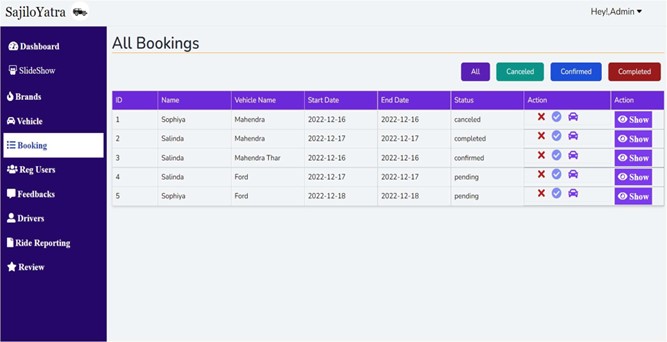 SajiloYatra
Hey!,Admin
Dashboard
SlideShow
Brands
Vehicle
Booking
Reg Users
Feedbacks
Drivers
Ride Reporting
Review
All Bookings
All Canceled Confirmed Completed
ID Name Vehicle Name Start Date End Date Status Action Action
1 Sophiya Mahendra 2022-12-16 2022-12-16 canceled Show
2 Salinda Mahendra 2022-12-17 2022-12-17 completed Show
3 Salinda Mahendra Thar 2022-12-16 2022-12-16 confirmed Show
4 Salinda Ford 2022-12-17 2022-12-17 pending Show
5 Sophiya Ford 2022-12-18 2022-12-18 pending Show